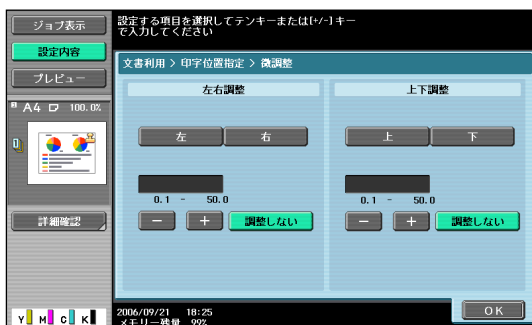 ジョブ表示
設定内容
プレビュー
A4 100.0%
詳細確認
Y M C K
設定する項目を選択してテンキーまたは[+/-]キー
で入力してください
文書利用 > 印字位置指定 > 微調整
左右調整
左 右
0.1 - 50.0
- + 調整しない
上下調整
上 下
0.1 - 50.0
- + 調整しない
2006/09/21 18:25
メモリー残量 99%
OK